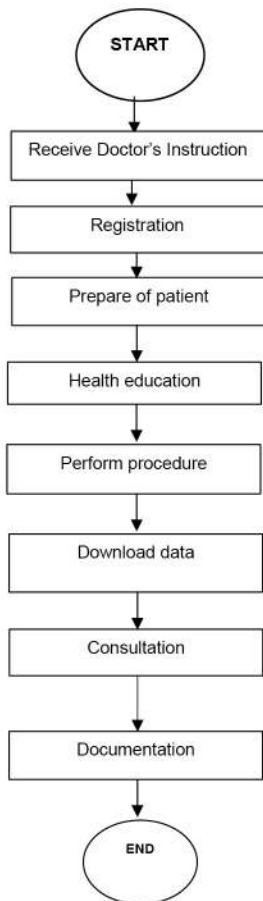 START
Receive Doctor's Instruction
Registration
Prepare of patient
Health education
Perform procedure
Download data
Consultation
Documentation
END